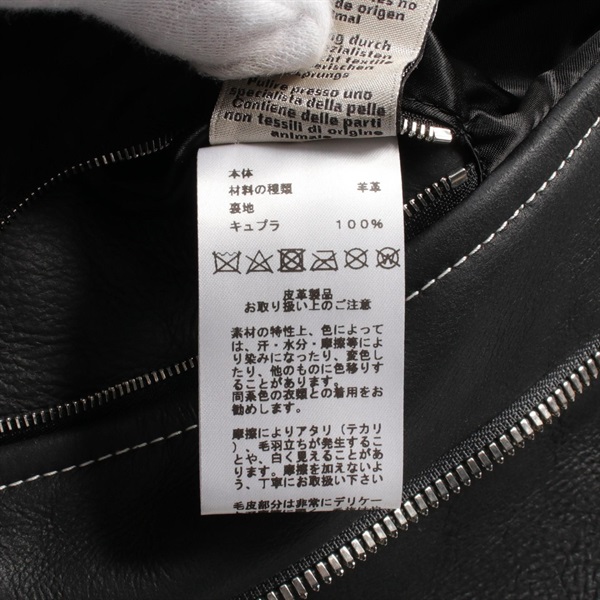 de origen
animal
ng durch
ezialisten
Pulire presso uno
specialista della pelle
Contiene delle parti
non tessili di origine
animale
本体
材料の種類 羊革
裏地
キュプラ 100%
皮革製品
お取り扱い上のご注意
素材の特性上、色によって
は、汗・水分・摩擦等によ
り染みになったり、変色し
たり、他のものに色移りす
ることがあります。
同系色の衣類との着用をお
勧めします。
摩擦によりアタリ(テカリ
)、毛羽立ちが発生するこ
とや、白く見えることがあ
ります。摩擦を加えないよ
う、丁寧にお取扱い下さい
毛皮部分は非常にデリケー